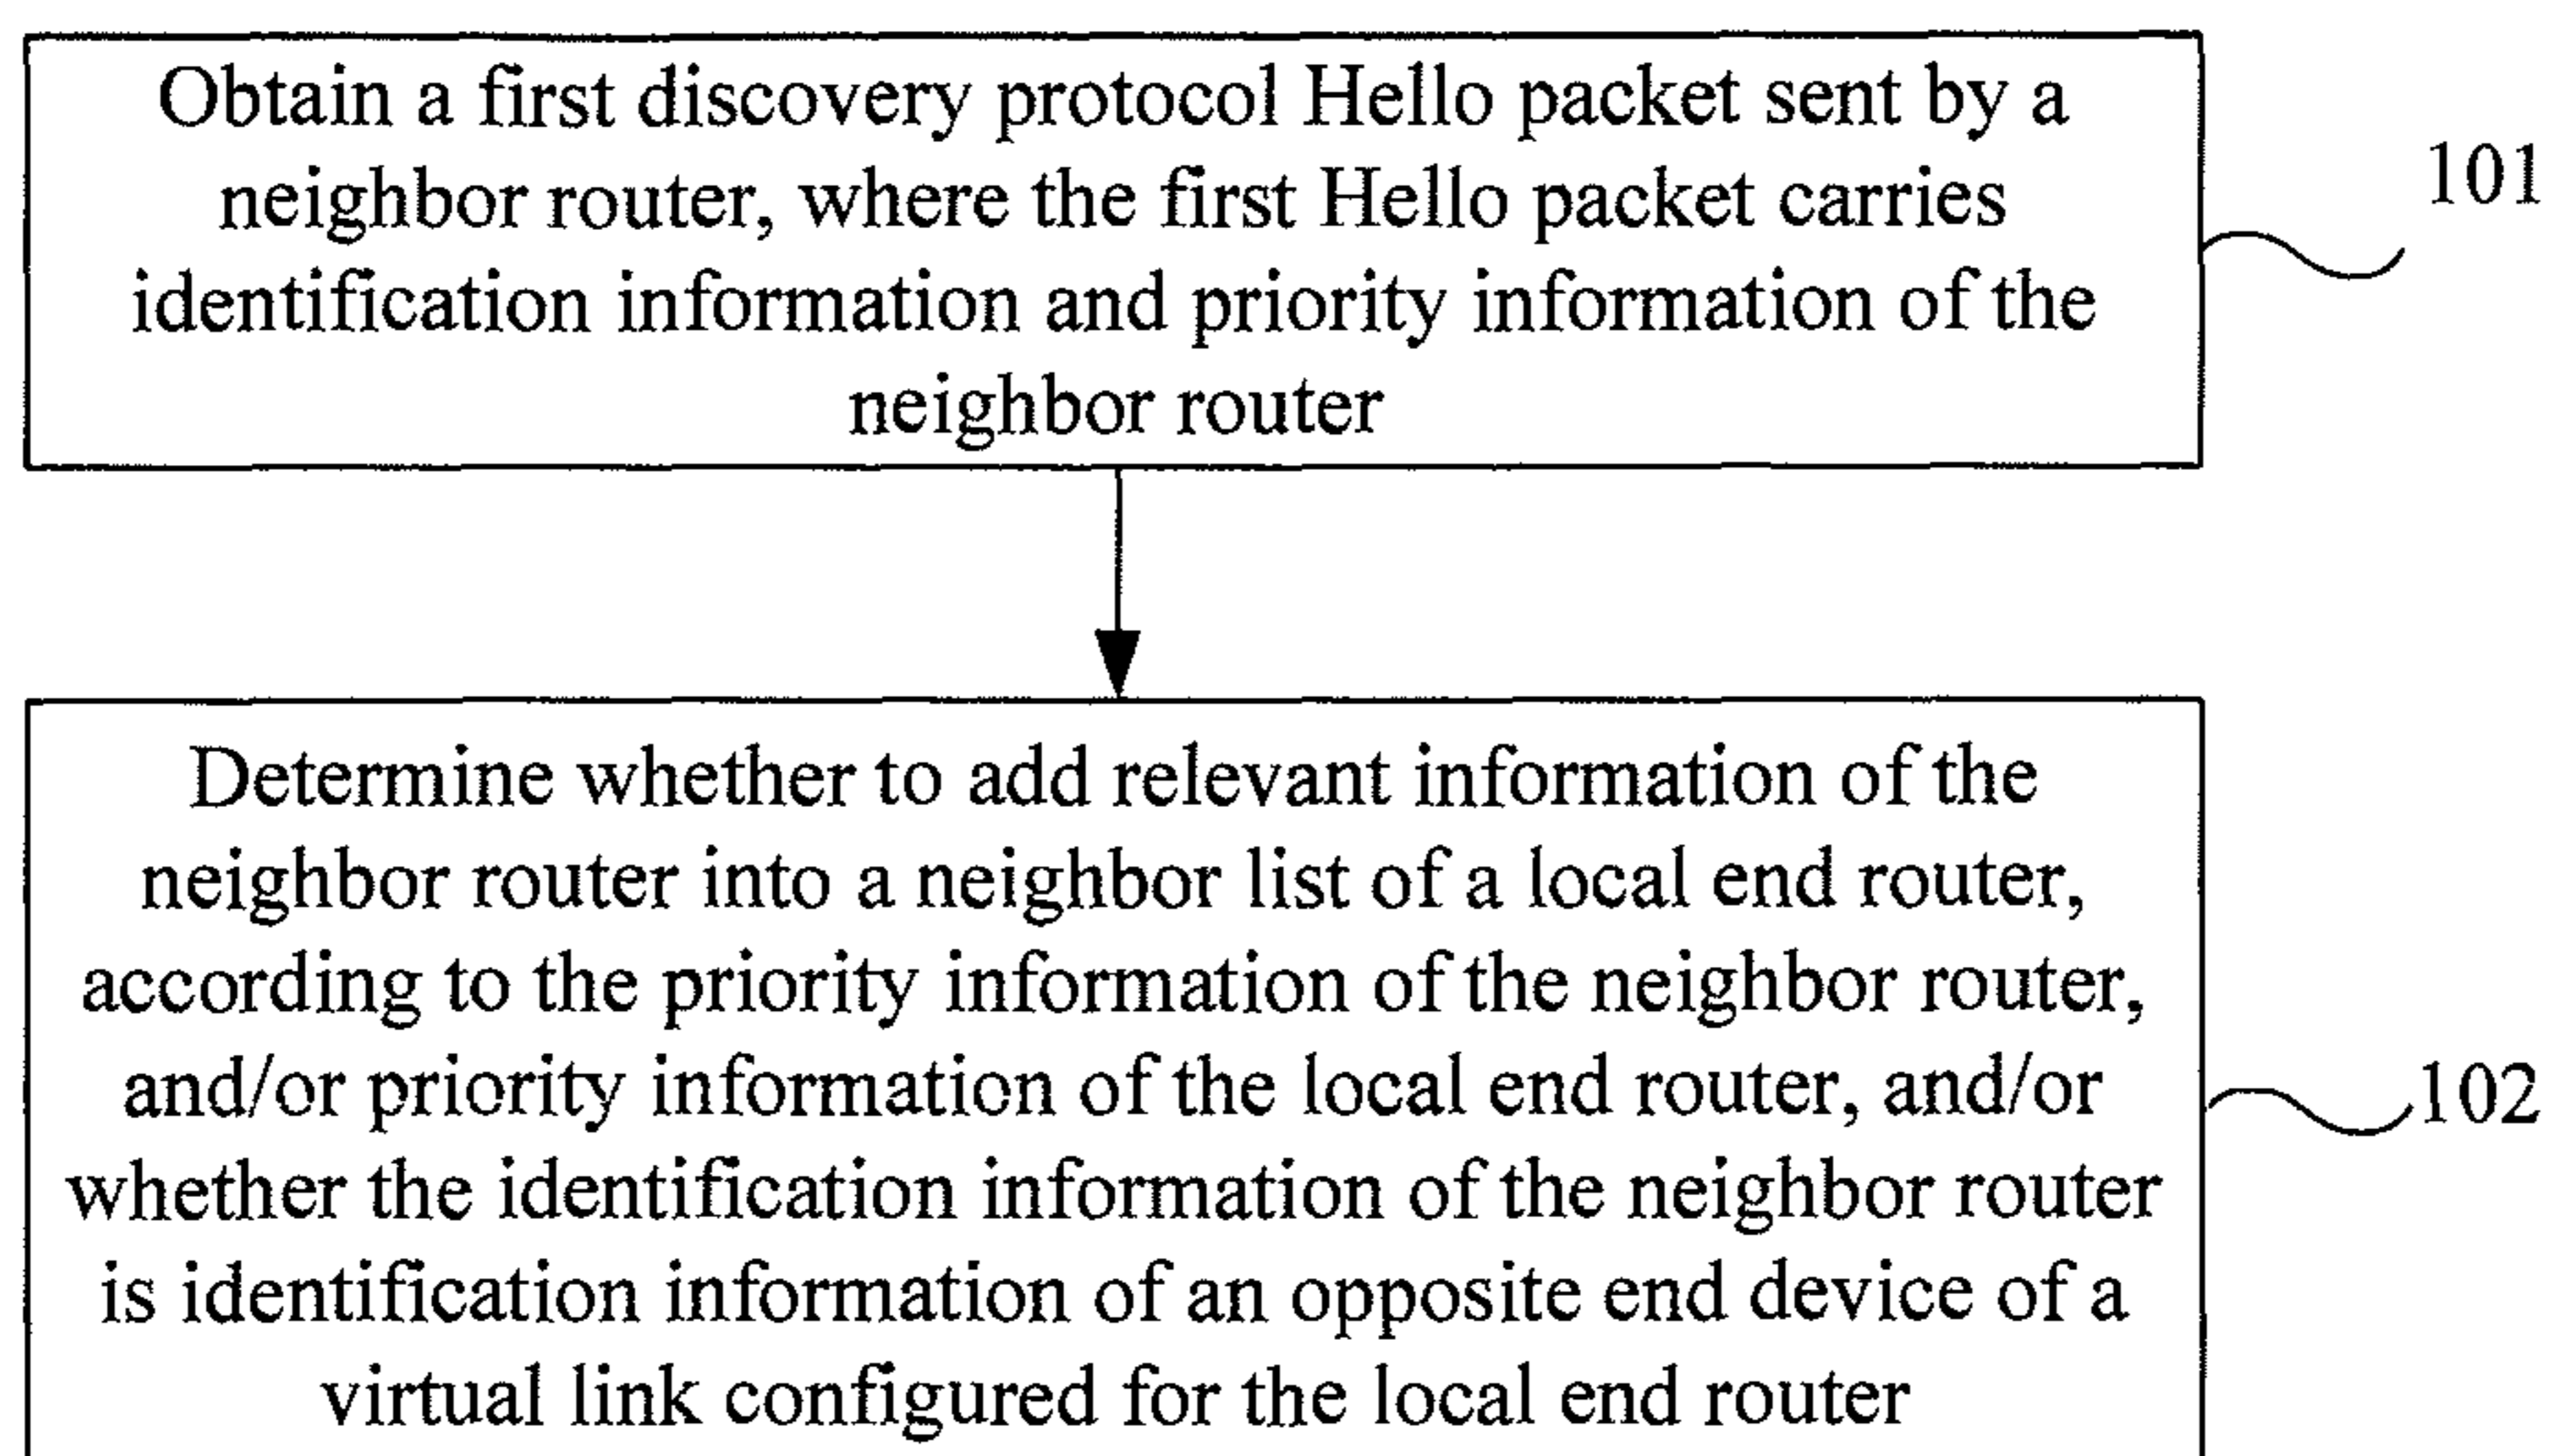 Obtain a first discovery protocol Hello packet sent by a
neighbor router, where the first Hello packet carries
identification information and priority information of the
neighbor router
101
Determine whether to add relevant information of the
neighbor router into a neighbor list of a local end router,
according to the priority information of the neighbor router,
and/or priority information of the local end router, and/or
whether the identification information of the neighbor router
is identification information of an opposite end device of a
virtual link configured for the local end router
102